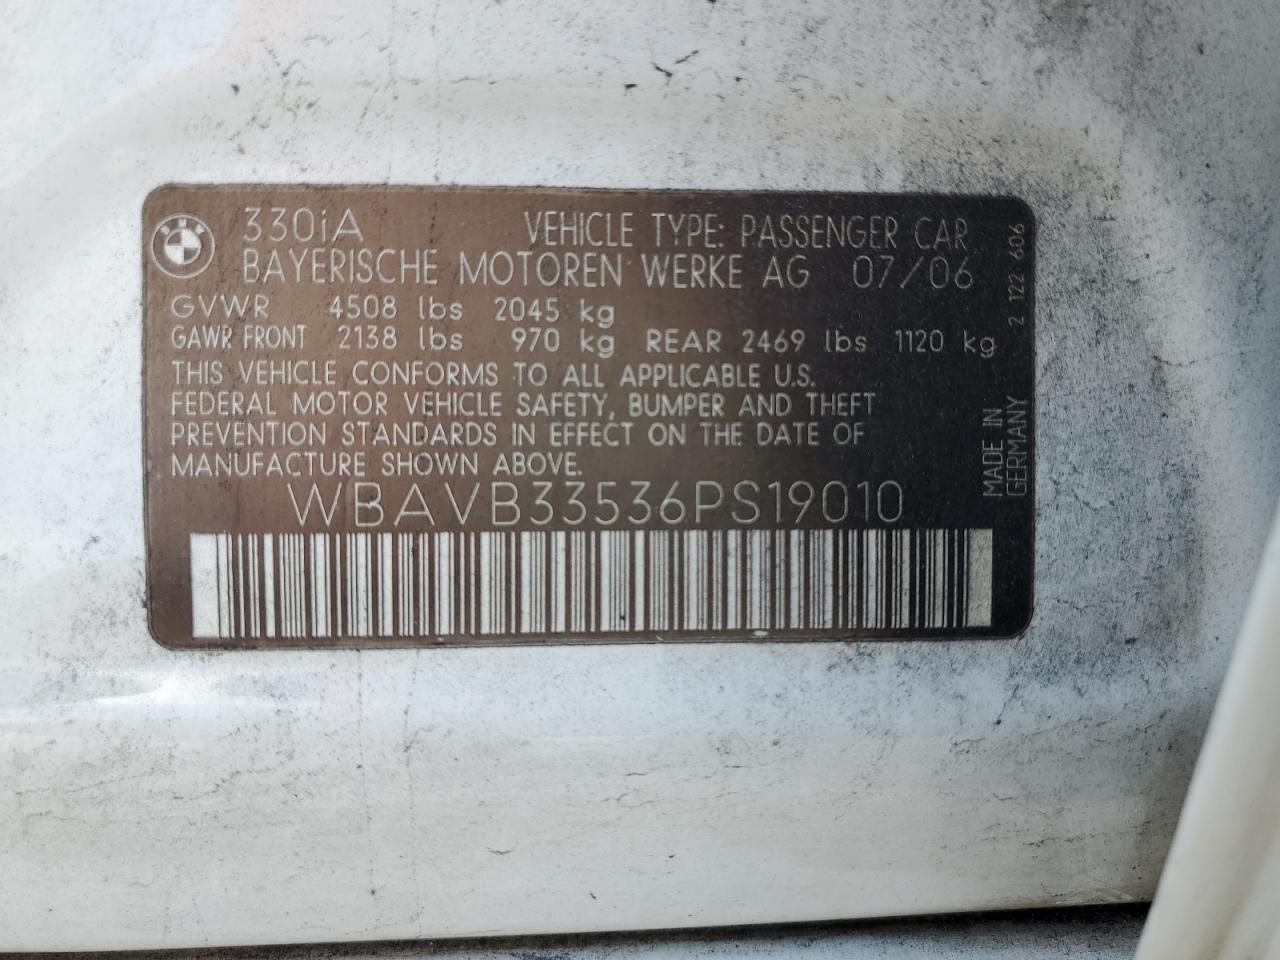 330iA VEHICLE TYPE: PASSENGER CAR
BAYERISCHE MOTOREN WERKE AG 07/06
GVWR 4508 lbs 2045 kg
GAWR FRONT 2138 lbs 970 kg REAR 2469 lbs 1120 kg
THIS VEHICLE CONFORMS TO ALL APPLICABLE U.S.
FEDERAL MOTOR VEHICLE SAFETY, BUMPER AND THEFT
PREVENTION STANDARDS IN EFFECT ON THE DATE OF
MANUFACTURE SHOWN ABOVE.
WBAVB33536PS19010
2 122 606
MADE IN
GERMANY